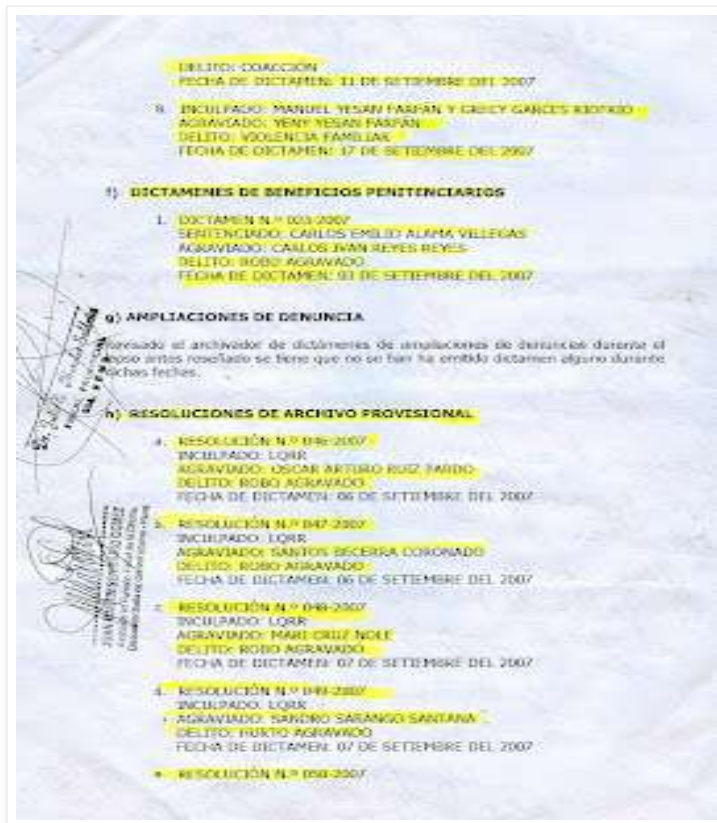 DELITO: COACCIÓN
FECHA DE DICTAMEN: 11 DE SETIEMBRE DEL 2007
8. INCULPADO: MANUEL YESAN FARFÁN Y GRECY GARCES RIOFRIO
AGRAVIADO: YENY YESAN FARFÁN
DELITO: VIOLENCIA FAMILIAR
FECHA DE DICTAMEN: 17 DE SETIEMBRE DEL 2007
f) DICTAMENES DE BENEFICIOS PENITENCIARIOS
1. DICTAMEN N.º 023-2007
SENTENCIADO: CARLOS EMILIO ALAMA VILLEGAS
AGRAVIADO: CARLOS IVAN REYES REYES
DELITO: ROBO AGRAVADO
FECHA DE DICTAMEN: 03 DE SETIEMBRE DEL 2007
g) AMPLIACIONES DE DENUNCIA
Revisado el archivador de dictámenes de ampliaciones de denuncias durante el
lapso antes reseñado se tiene que no se han ha emitido dictamen alguno durante
dichas fechas.
h) RESOLUCIONES DE ARCHIVO PROVISIONAL
a. RESOLUCIÓN N.º 046-2007
INCULPADO: LQRR
AGRAVIADO: OSCAR ARTURO RUIZ PARDO
DELITO: ROBO AGRAVADO
FECHA DE DICTAMEN: 06 DE SETIEMBRE DEL 2007
b. RESOLUCIÓN N.º 047-2007
INCULPADO: LQRR
AGRAVIADO: SANTOS BECERRA CORONADO
DELITO: ROBO AGRAVADO
FECHA DE DICTAMEN: 06 DE SETIEMBRE DEL 2007
c. RESOLUCIÓN N.º 048-2007
INCULPADO: LQRR
AGRAVIADO: MARI CRUZ NOLE
DELITO: ROBO AGRAVADO
FECHA DE DICTAMEN: 07 DE SETIEMBRE DEL 2007
d. RESOLUCIÓN N.º 049-2007
INCULPADO: LQRR
AGRAVIADO: SANDRO SARANGO SANTANA
DELITO: HURTO AGRAVADO
FECHA DE DICTAMEN: 07 DE SETIEMBRE DEL 2007
e. RESOLUCIÓN N.º 050-2007